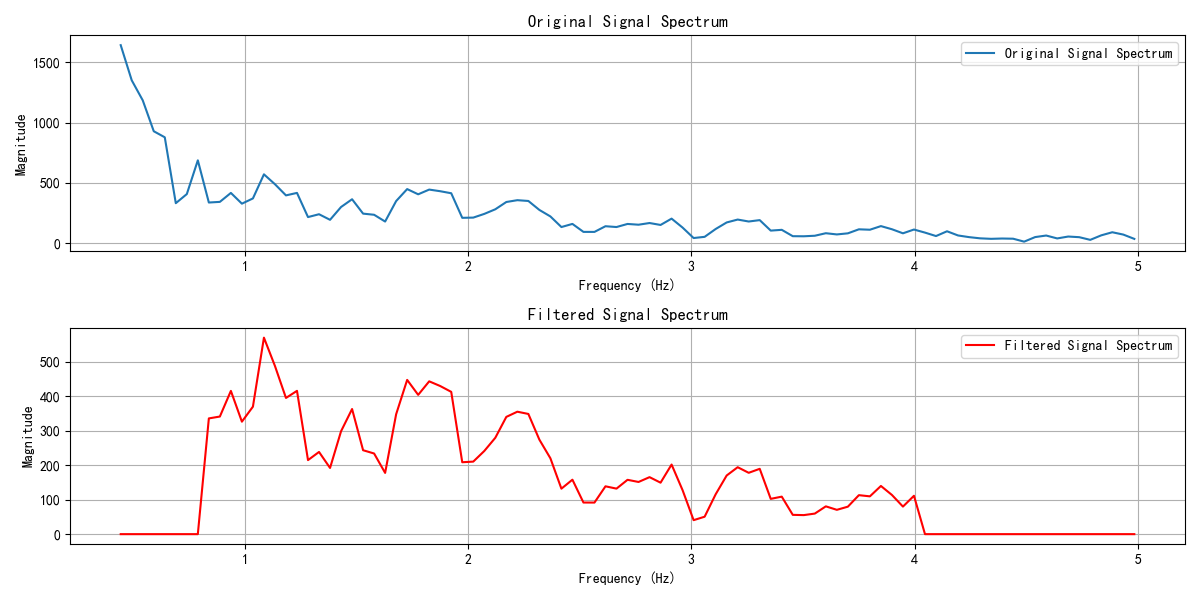 Original Signal Spectrum
Original Signal Spectrum
1500
1000
500
0
Magnitude
1 2 3 4 5
Frequency (Hz)
Filtered Signal Spectrum
Filtered Signal Spectrum
500
400
300
200
100
0
Magnitude
1 2 3 4 5
Frequency (Hz)